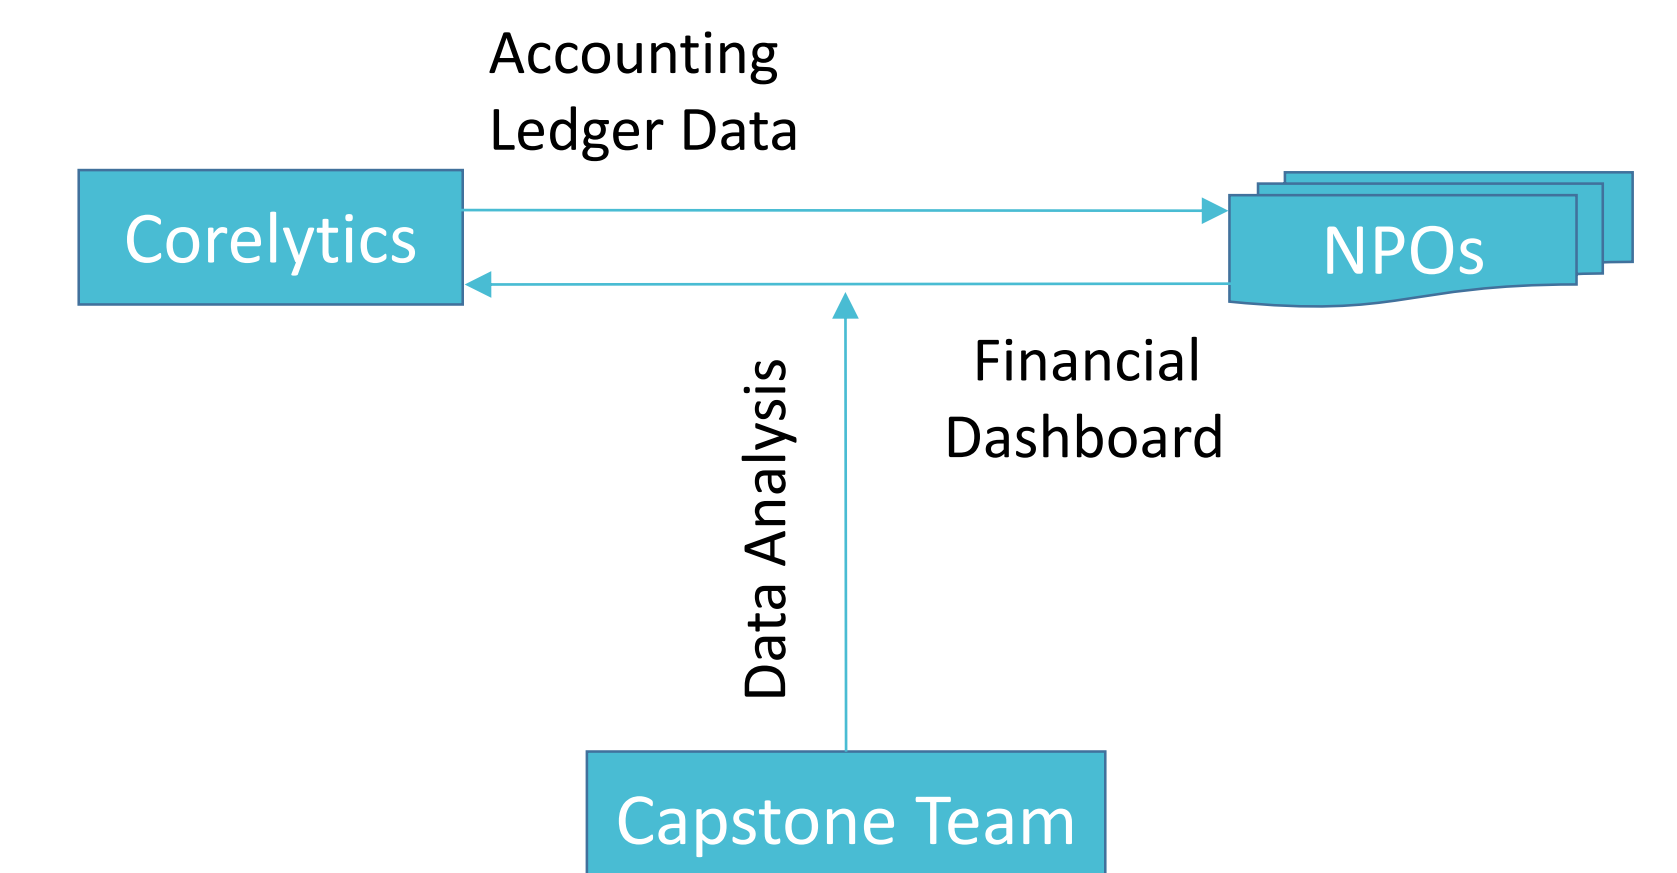 Accounting
Ledger Data
Corelytics
NPOs
Financial
Dashboard
Data Analysis
Capstone Team